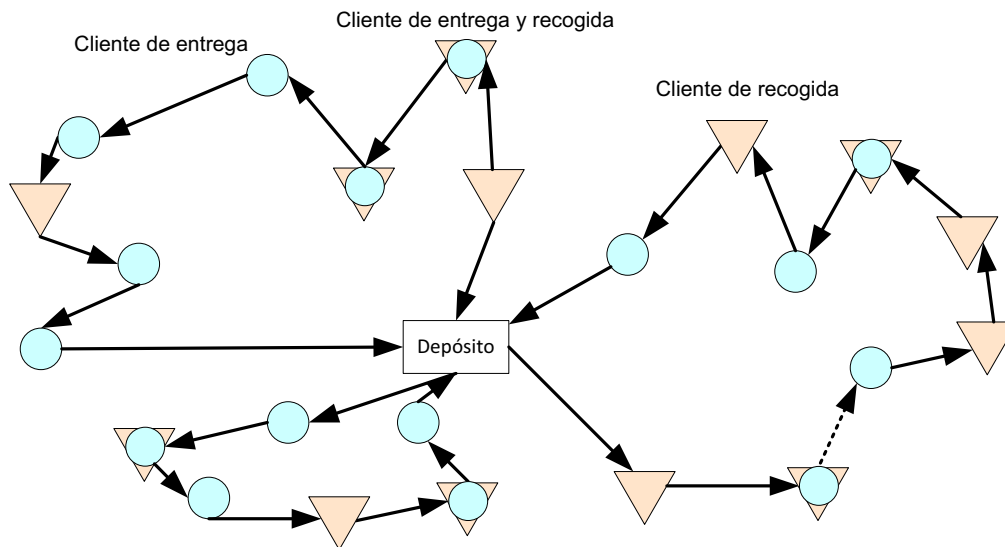 Cliente de entrega y recogida
Cliente de entrega
Cliente de recogida
Depósito